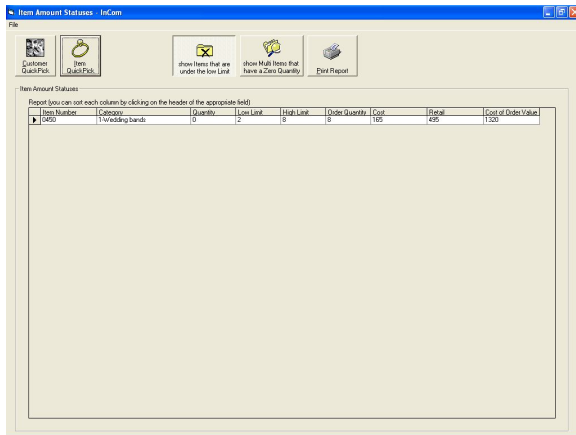 Item Amount Statuses - InCom
File
Customer QuickPick
Item QuickPick
show Items that are under the low Limit
show Multi Items that have a Zero Quantity
Print Report
Item Amount Statuses
Report (you can sort each column by clicking on the header of the appropriate field)
Item Number Category Quantity Low Limit High Limit Order Quantity Cost Retail Cost of Order Value
0450 1-Wedding bands 0 2 8 8 165 495 1320